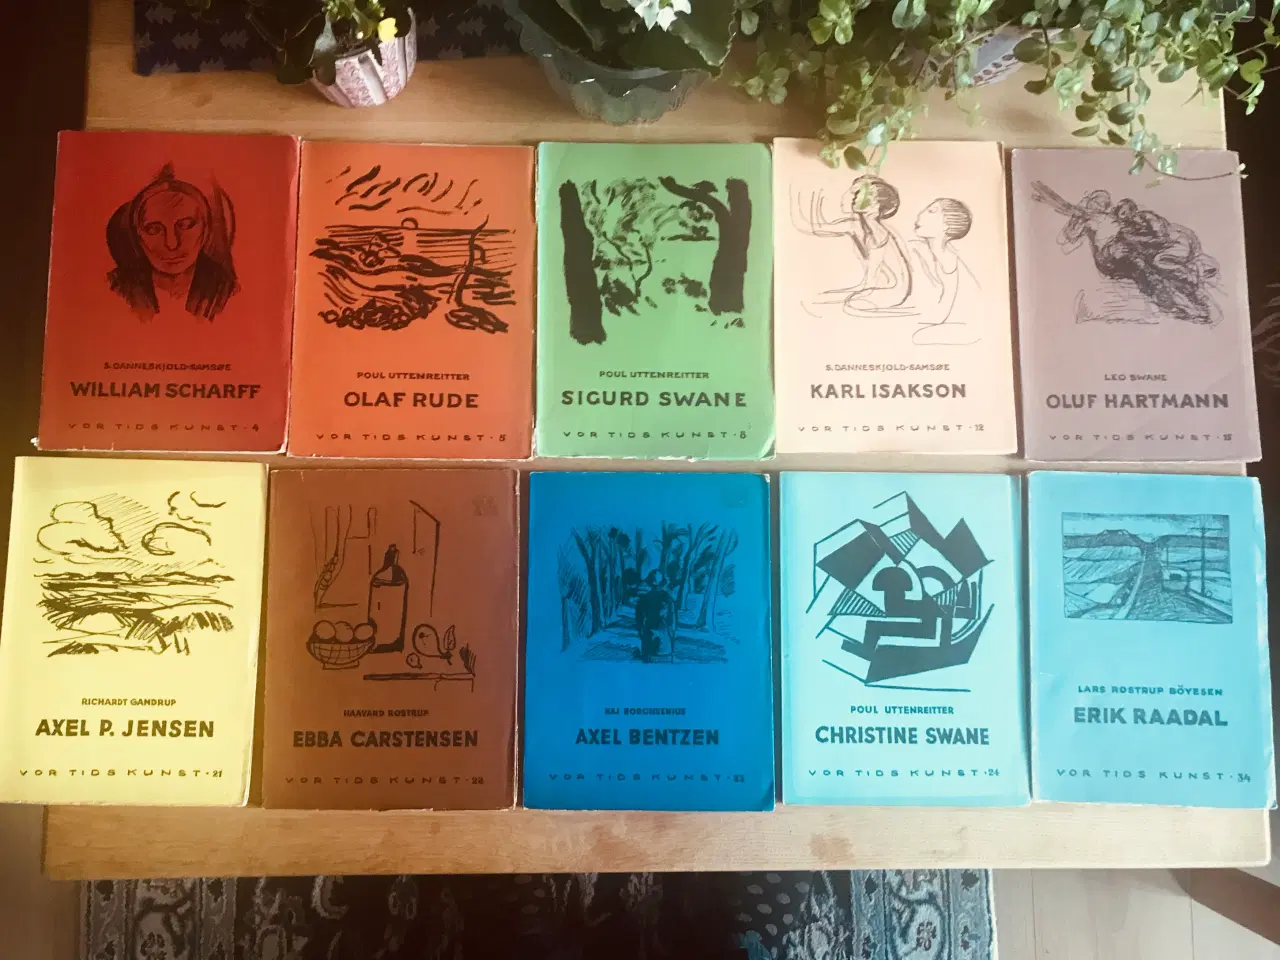 S. DANNESKJOLD-SAMSØE
WILLIAM SCHARFF
VOR TIDS KUNST · 4
POUL UTTENREITTER
OLAF RUDE
VOR TIDS KUNST · 5
POUL UTTENREITTER
SIGURD SWANE
VOR TIDS KUNST · 8
S. DANNESKJOLD-SAMSØE
KARL ISAKSON
VOR TIDS KUNST · 12
LEO SWANE
OLUF HARTMANN
VOR TIDS KUNST ·
RICHARDT GANDRUP
AXEL P. JENSEN
VOR TIDS KUNST · 21
HAAVARD ROSTRUP
EBBA CARSTENSEN
VOR TIDS KUNST ·
KAJ BORCHSENIUS
AXEL BENTZEN
VOR TIDS KUNST · 23
POUL UTTENREITTER
CHRISTINE SWANE
VOR TIDS KUNST · 24
LARS ROSTRUP BÖYESEN
ERIK RAADAL
VOR TIDS KUNST · 34